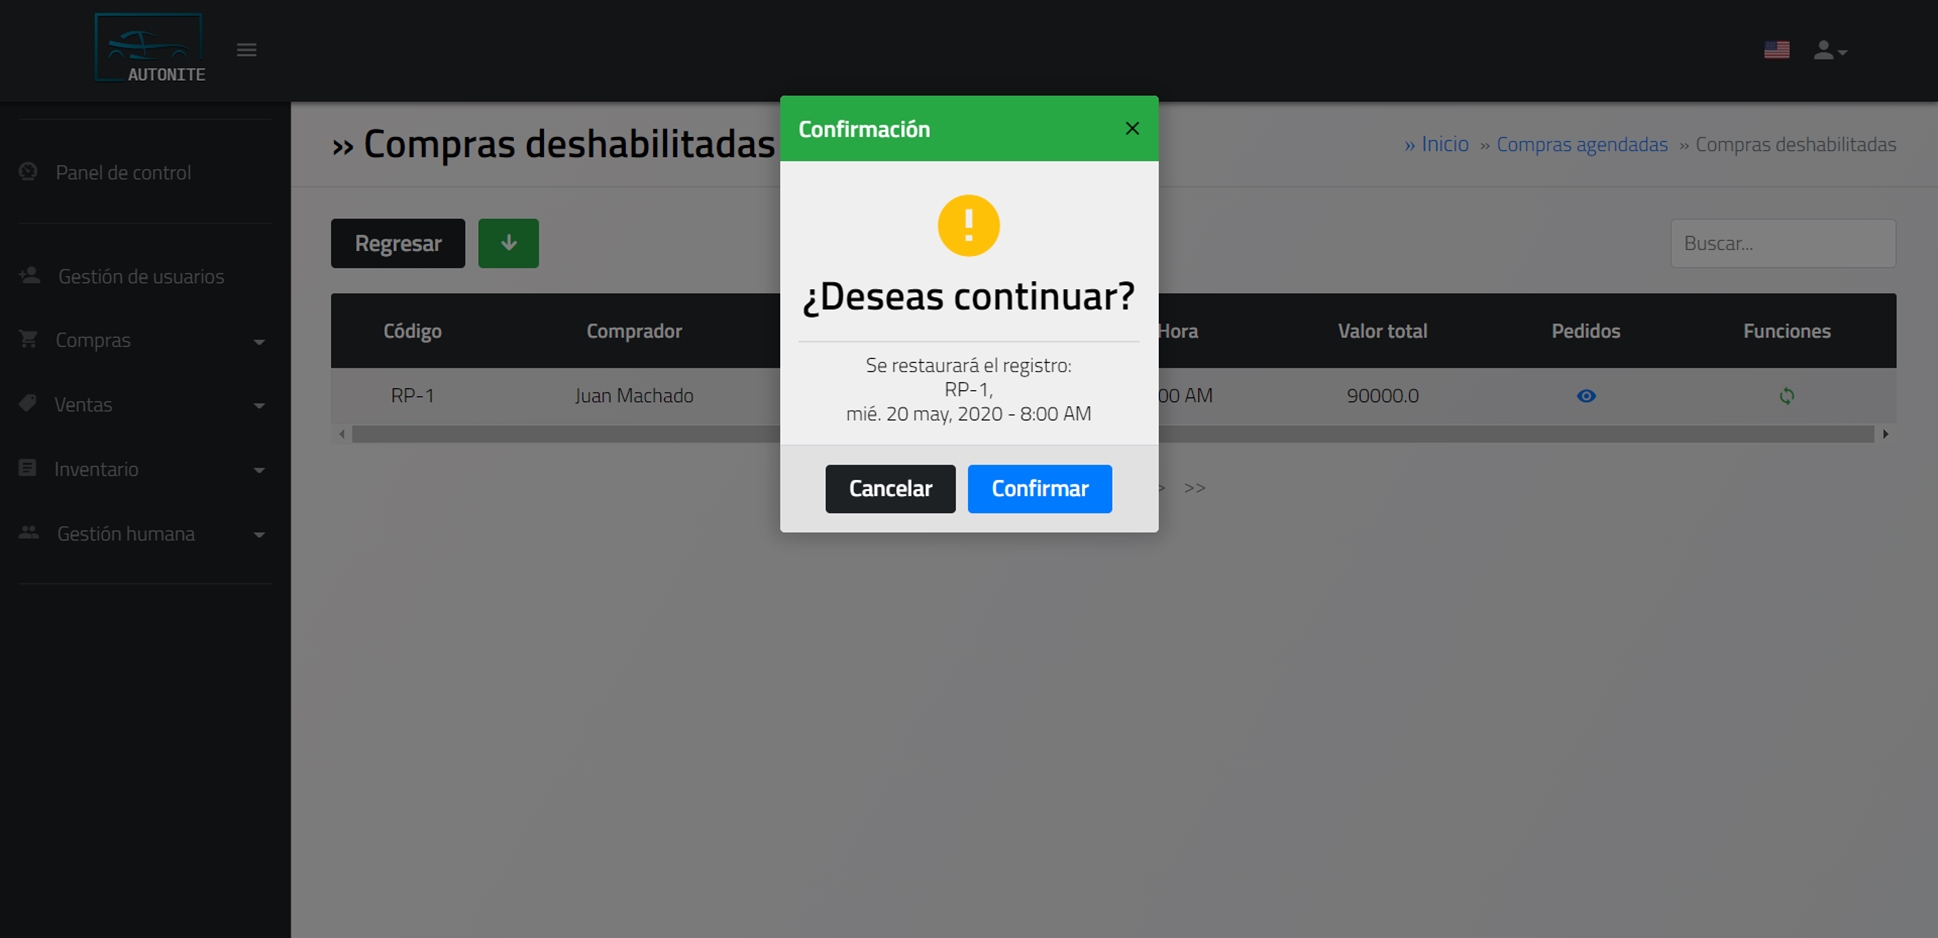 AUTONITE
Confirmación ×
» Compras deshabilitadas
» Inicio » Compras agendadas » Compras deshabilitadas
Panel de control
Regresar
Buscar...
Gestión de usuarios
¿Deseas continuar?
Código Comprador Hora Valor total Pedidos Funciones
Compras
Se restaurará el registro:
RP-1,
mié. 20 may, 2020 - 8:00 AM
RP-1 Juan Machado 00 AM 90000.0
Ventas
Inventario
Cancelar Confirmar
> >>
Gestión humana